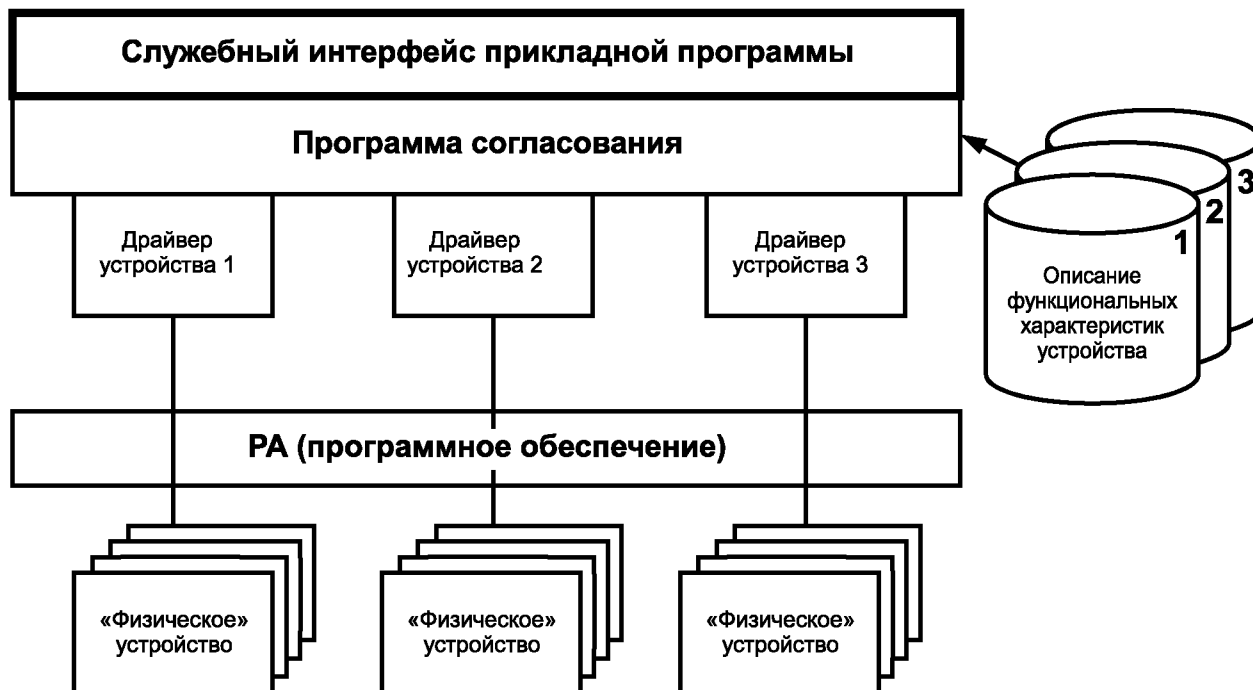 Служебный интерфейс прикладной программы
Программа согласования
Драйвер
устройства 1
Драйвер
устройства 2
Драйвер
устройства 3
3
2
1
Описание
функциональных
характеристик
устройства
РА (программное обеспечение)
«Физическое»
устройство
«Физическое»
устройство
«Физическое»
устройство